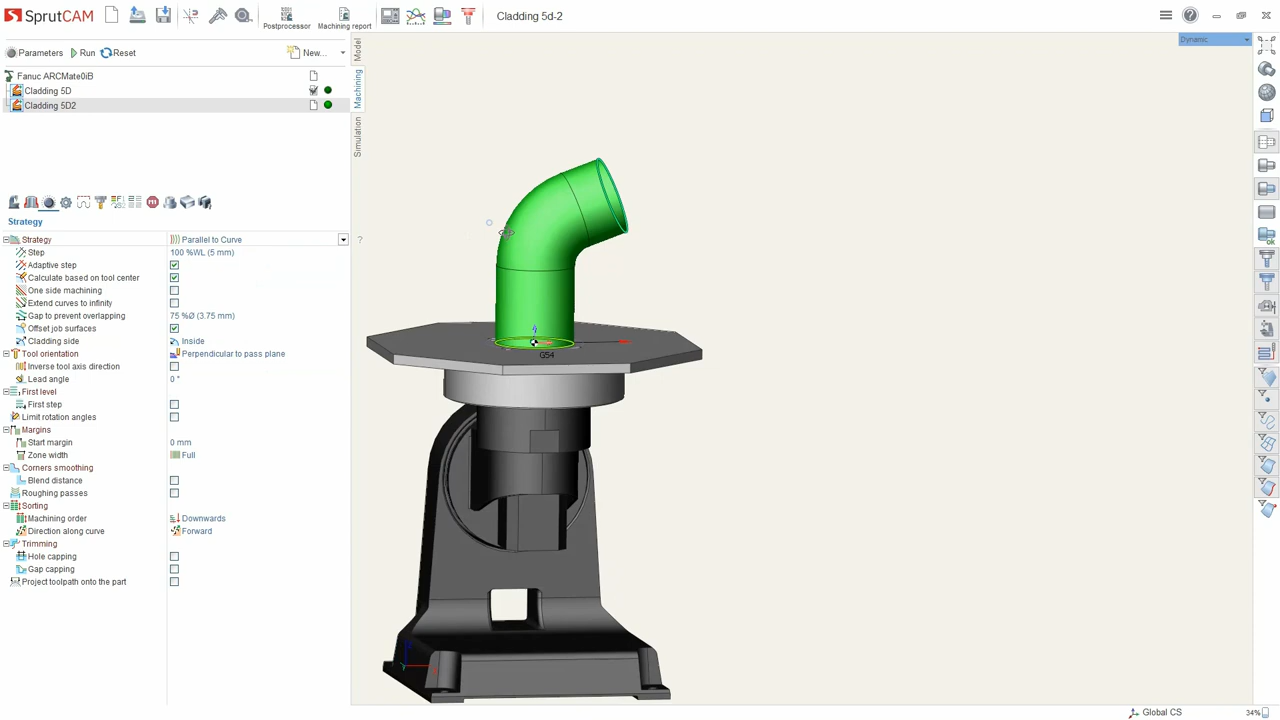 SprutCAM
Postprocessor
Machining report
Cladding 5d-2
Parameters
Run
Reset
New...
Fanuc ARCMate0iB
Cladding 5D
Cladding 5D2
Model
Machining
Simulation
Dynamic
Strategy
Strategy Parallel to Curve
?
Step 100 %WL (5 mm)
Adaptive step
Calculate based on tool center
One side machining
Extend curves to infinity
Gap to prevent overlapping 75 %Ø (3.75 mm)
Offset job surfaces
Cladding side Inside
Tool orientation Perpendicular to pass plane
Inverse tool axis direction
Lead angle 0 °
First level
First step
Limit rotation angles
Margins
Start margin 0 mm
Zone width Full
Corners smoothing
Blend distance
Roughing passes
Sorting
Machining order Downwards
Direction along curve Forward
Trimming
Hole capping
Gap capping
Project toolpath onto the part
G54
Global CS
34%